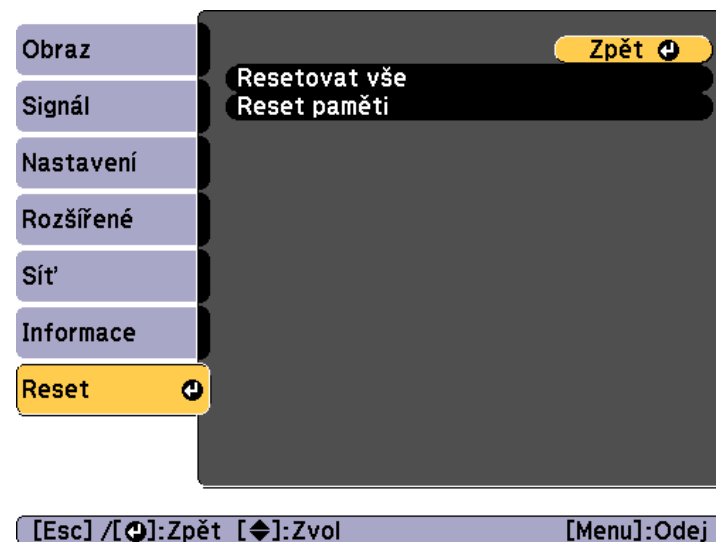 Obraz
Signál
Nastavení
Rozšířené
Síť
Informace
Reset
Zpět
Resetovat vše
Reset paměti
[Esc] /[ ]:Zpět [ ]:Zvol [Menu]:Odej